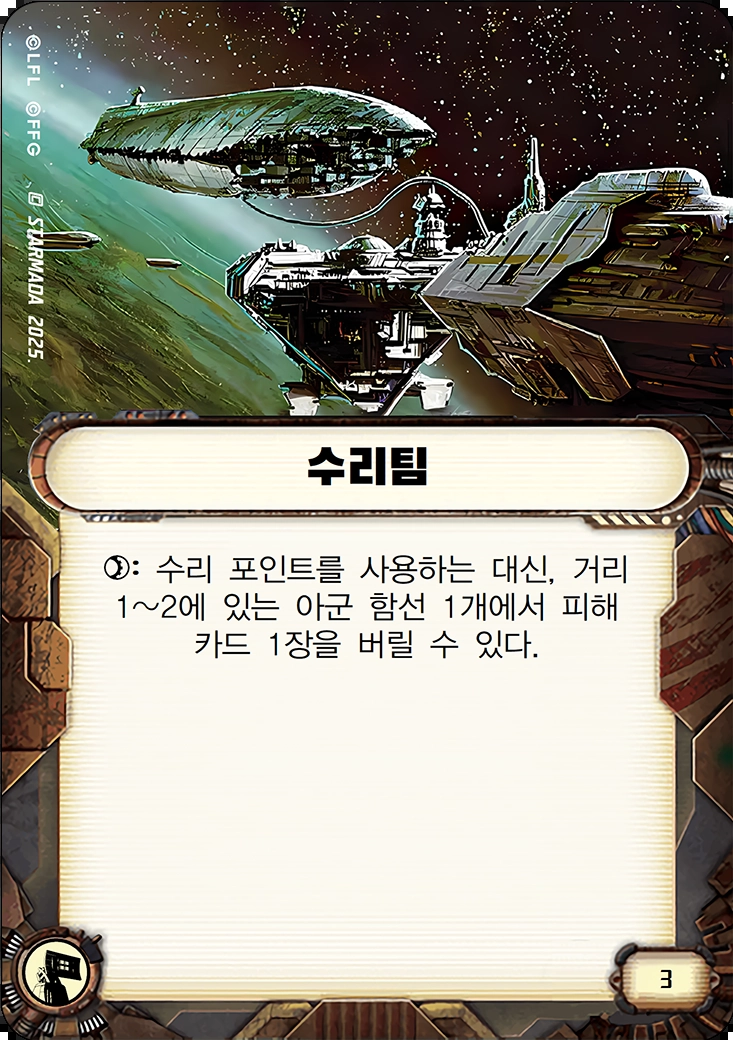 ©LFL ©FFG
© STARMADA 2025.
수리팀
: 수리 포인트를 사용하는 대신, 거리
1~2에 있는 아군 함선 1개에서 피해
카드 1장을 버릴 수 있다.
3